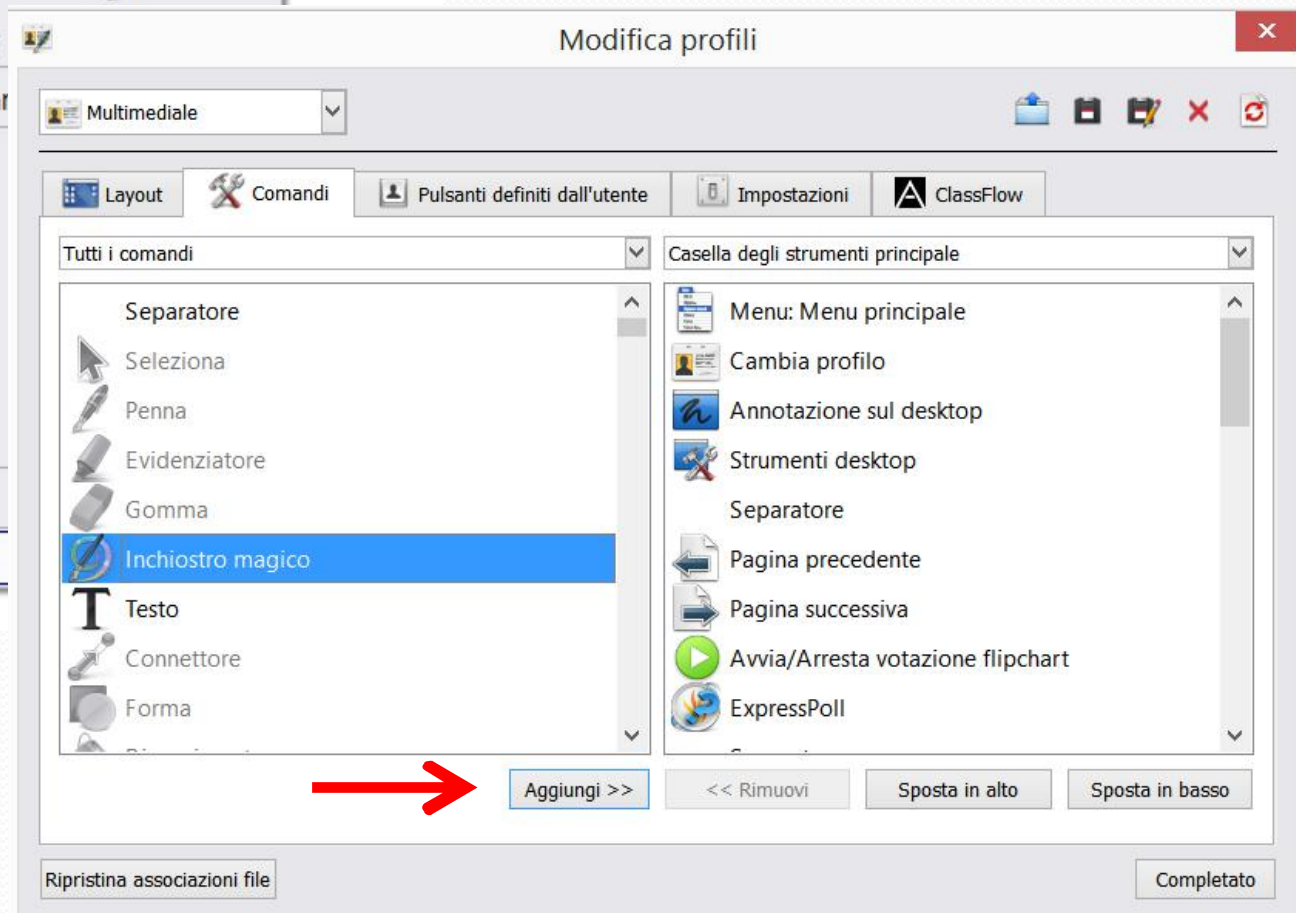 Modifica profili
Multimediale
Layout Comandi Pulsanti definiti dall'utente Impostazioni ClassFlow
Tutti i comandi
Separatore
Seleziona
Penna
Evidenziatore
Gomma
Inchiostro magico
Testo
Connettore
Forma
Casella degli strumenti principale
Menu: Menu principale
Cambia profilo
Annotazione sul desktop
Strumenti desktop
Separatore
Pagina precedente
Pagina successiva
Avvia/Arresta votazione flipchart
ExpressPoll
Aggiungi >> << Rimuovi Sposta in alto Sposta in basso
Ripristina associazioni file Completato